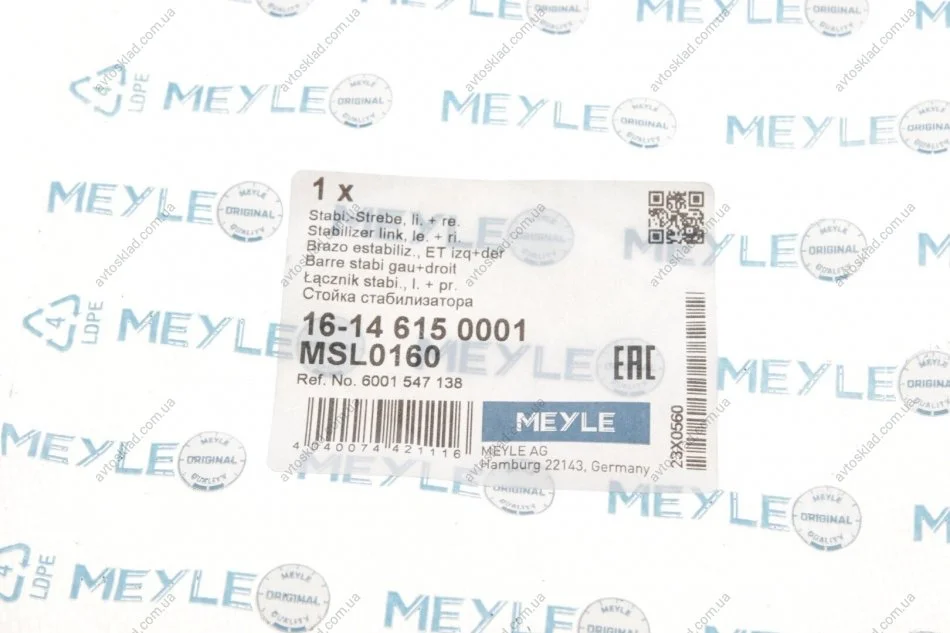 1 x
Stabi.-Strebe, li. + re.
Stabilizer link, le. + ri.
Brazo estabiliz., ET izq+der
Barre stabi gau+droit
Łącznik stabi., l. + pr.
Стойка стабилизатора
16-14 615 0001
MSL0160
Ref. No. 6001 547 138
EAC
4 040074 421116
MEYLE
MEYLE AG
Hamburg 22143, Germany
23X0560
MEYLE
MEYLE ORIGINAL QUALITY
4 LDPE
avtosklad.com.ua